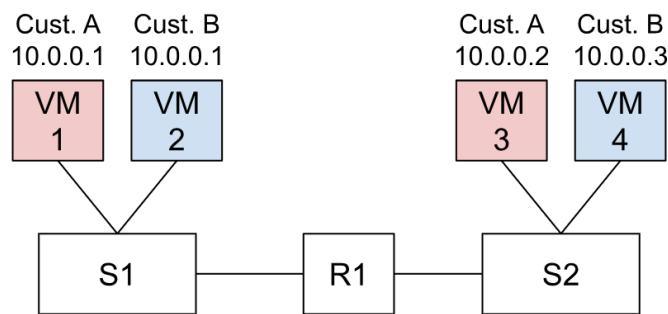 Cust. A
10.0.0.1
Cust. B
10.0.0.1
Cust. A
10.0.0.2
Cust. B
10.0.0.3
VM
1
VM
2
VM
3
VM
4
S1
R1
S2